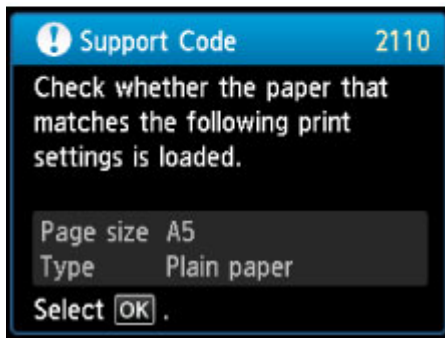 Support Code 2110
Check whether the paper that
matches the following print
settings is loaded.
Page size A5
Type Plain paper
Select OK .